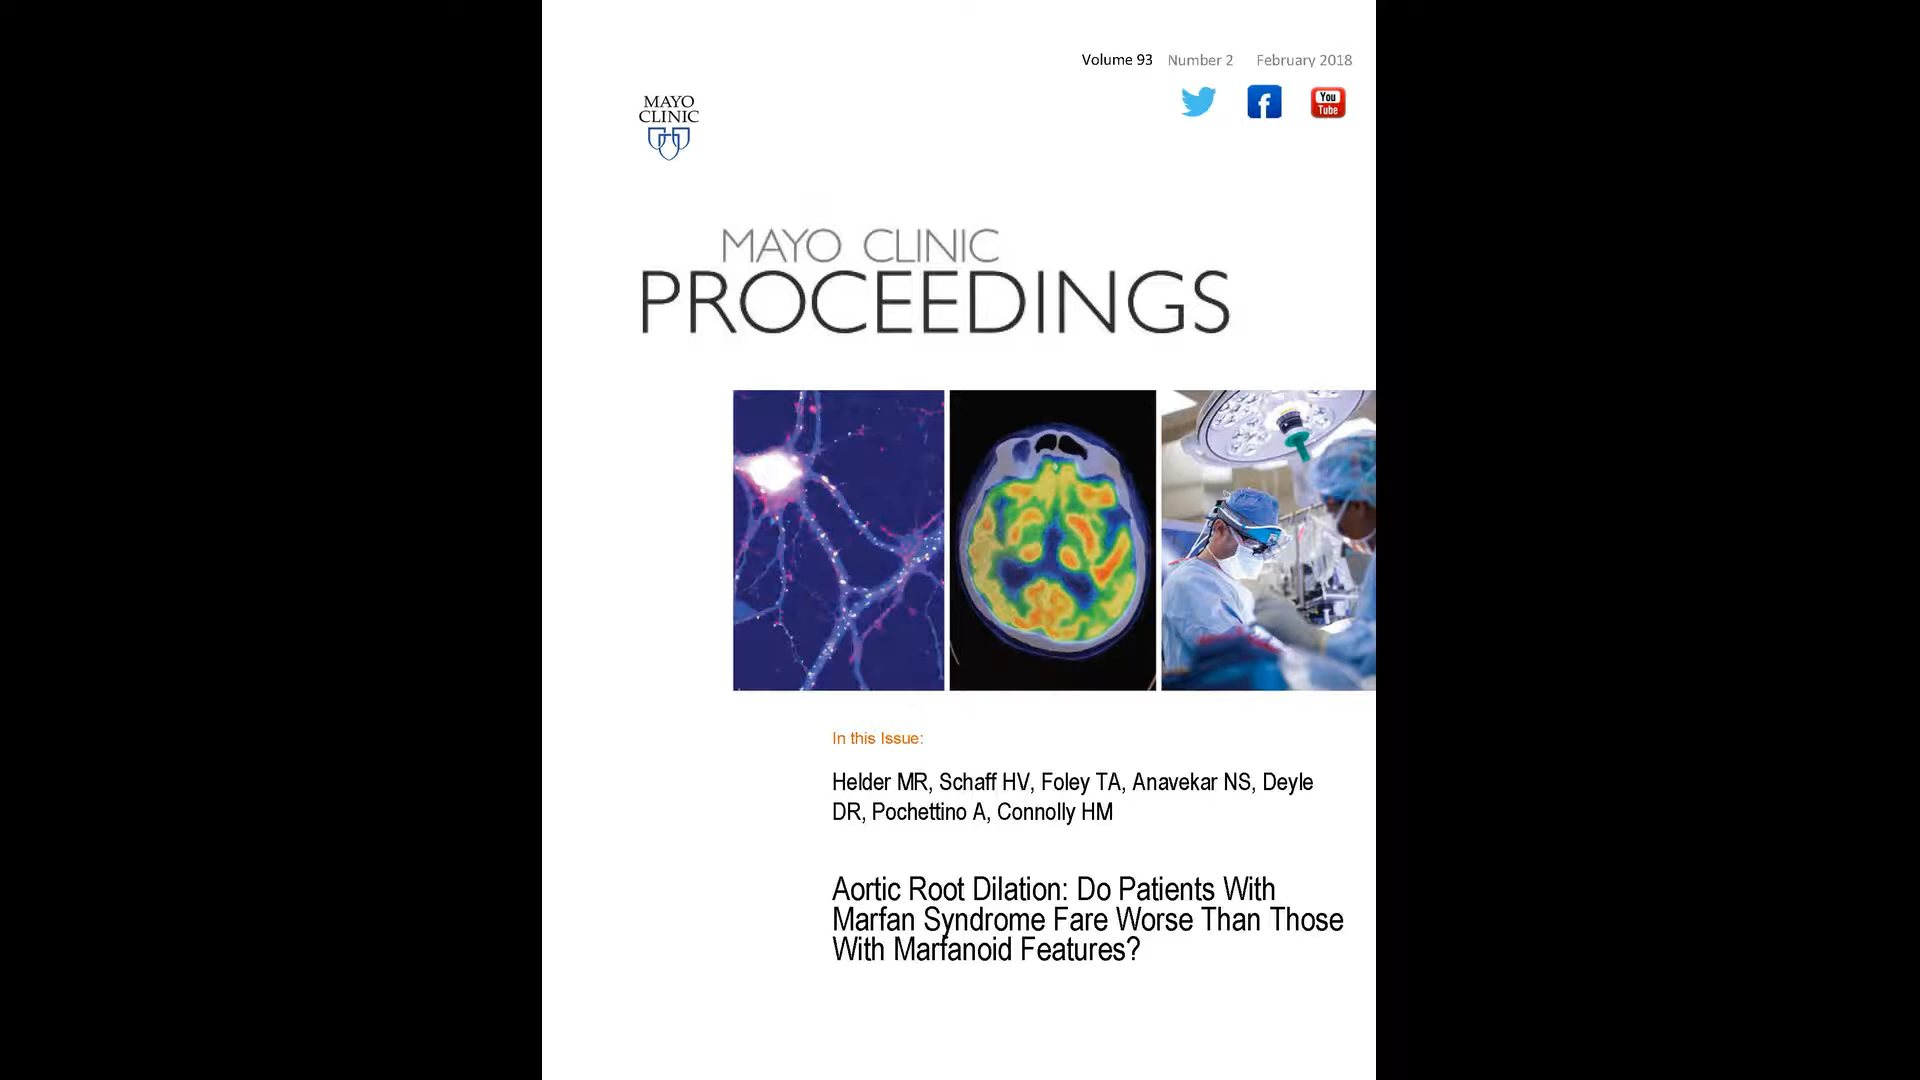 Volume 93 Number 2 February 2018
MAYO
CLINIC
You
Tube
MAYO CLINIC
PROCEEDINGS
In this Issue:
Helder MR, Schaff HV, Foley TA, Anavekar NS, Deyle
DR, Pochettino A, Connolly HM
Aortic Root Dilation: Do Patients With
Marfan Syndrome Fare Worse Than Those
With Marfanoid Features?